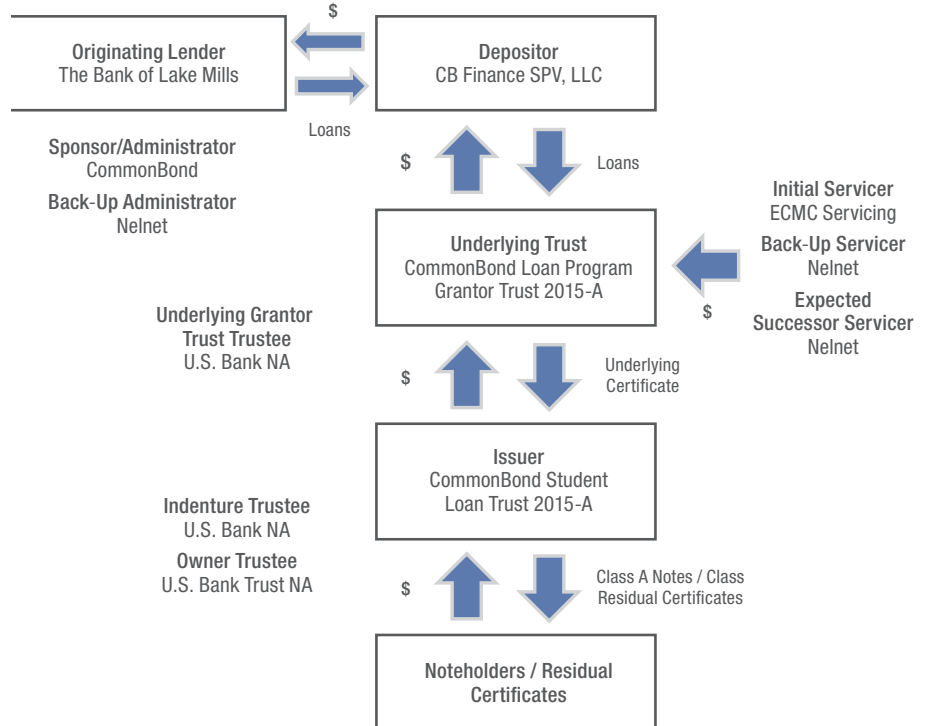 $
Originating Lender
The Bank of Lake Mills
Depositor
CB Finance SPV, LLC
Loans
Sponsor/Administrator
CommonBond
Back-Up Administrator
Nelnet
$
Loans
Initial Servicer
ECMC Servicing
Back-Up Servicer
Nelnet
Expected
Successor Servicer
Nelnet
$
Underlying Trust
CommonBond Loan Program
Grantor Trust 2015-A
Underlying Grantor
Trust Trustee
U.S. Bank NA
$
Underlying
Certificate
Issuer
CommonBond Student
Loan Trust 2015-A
Indenture Trustee
U.S. Bank NA
Owner Trustee
U.S. Bank Trust NA
$
Class A Notes / Class
Residual Certificates
Noteholders / Residual
Certificates